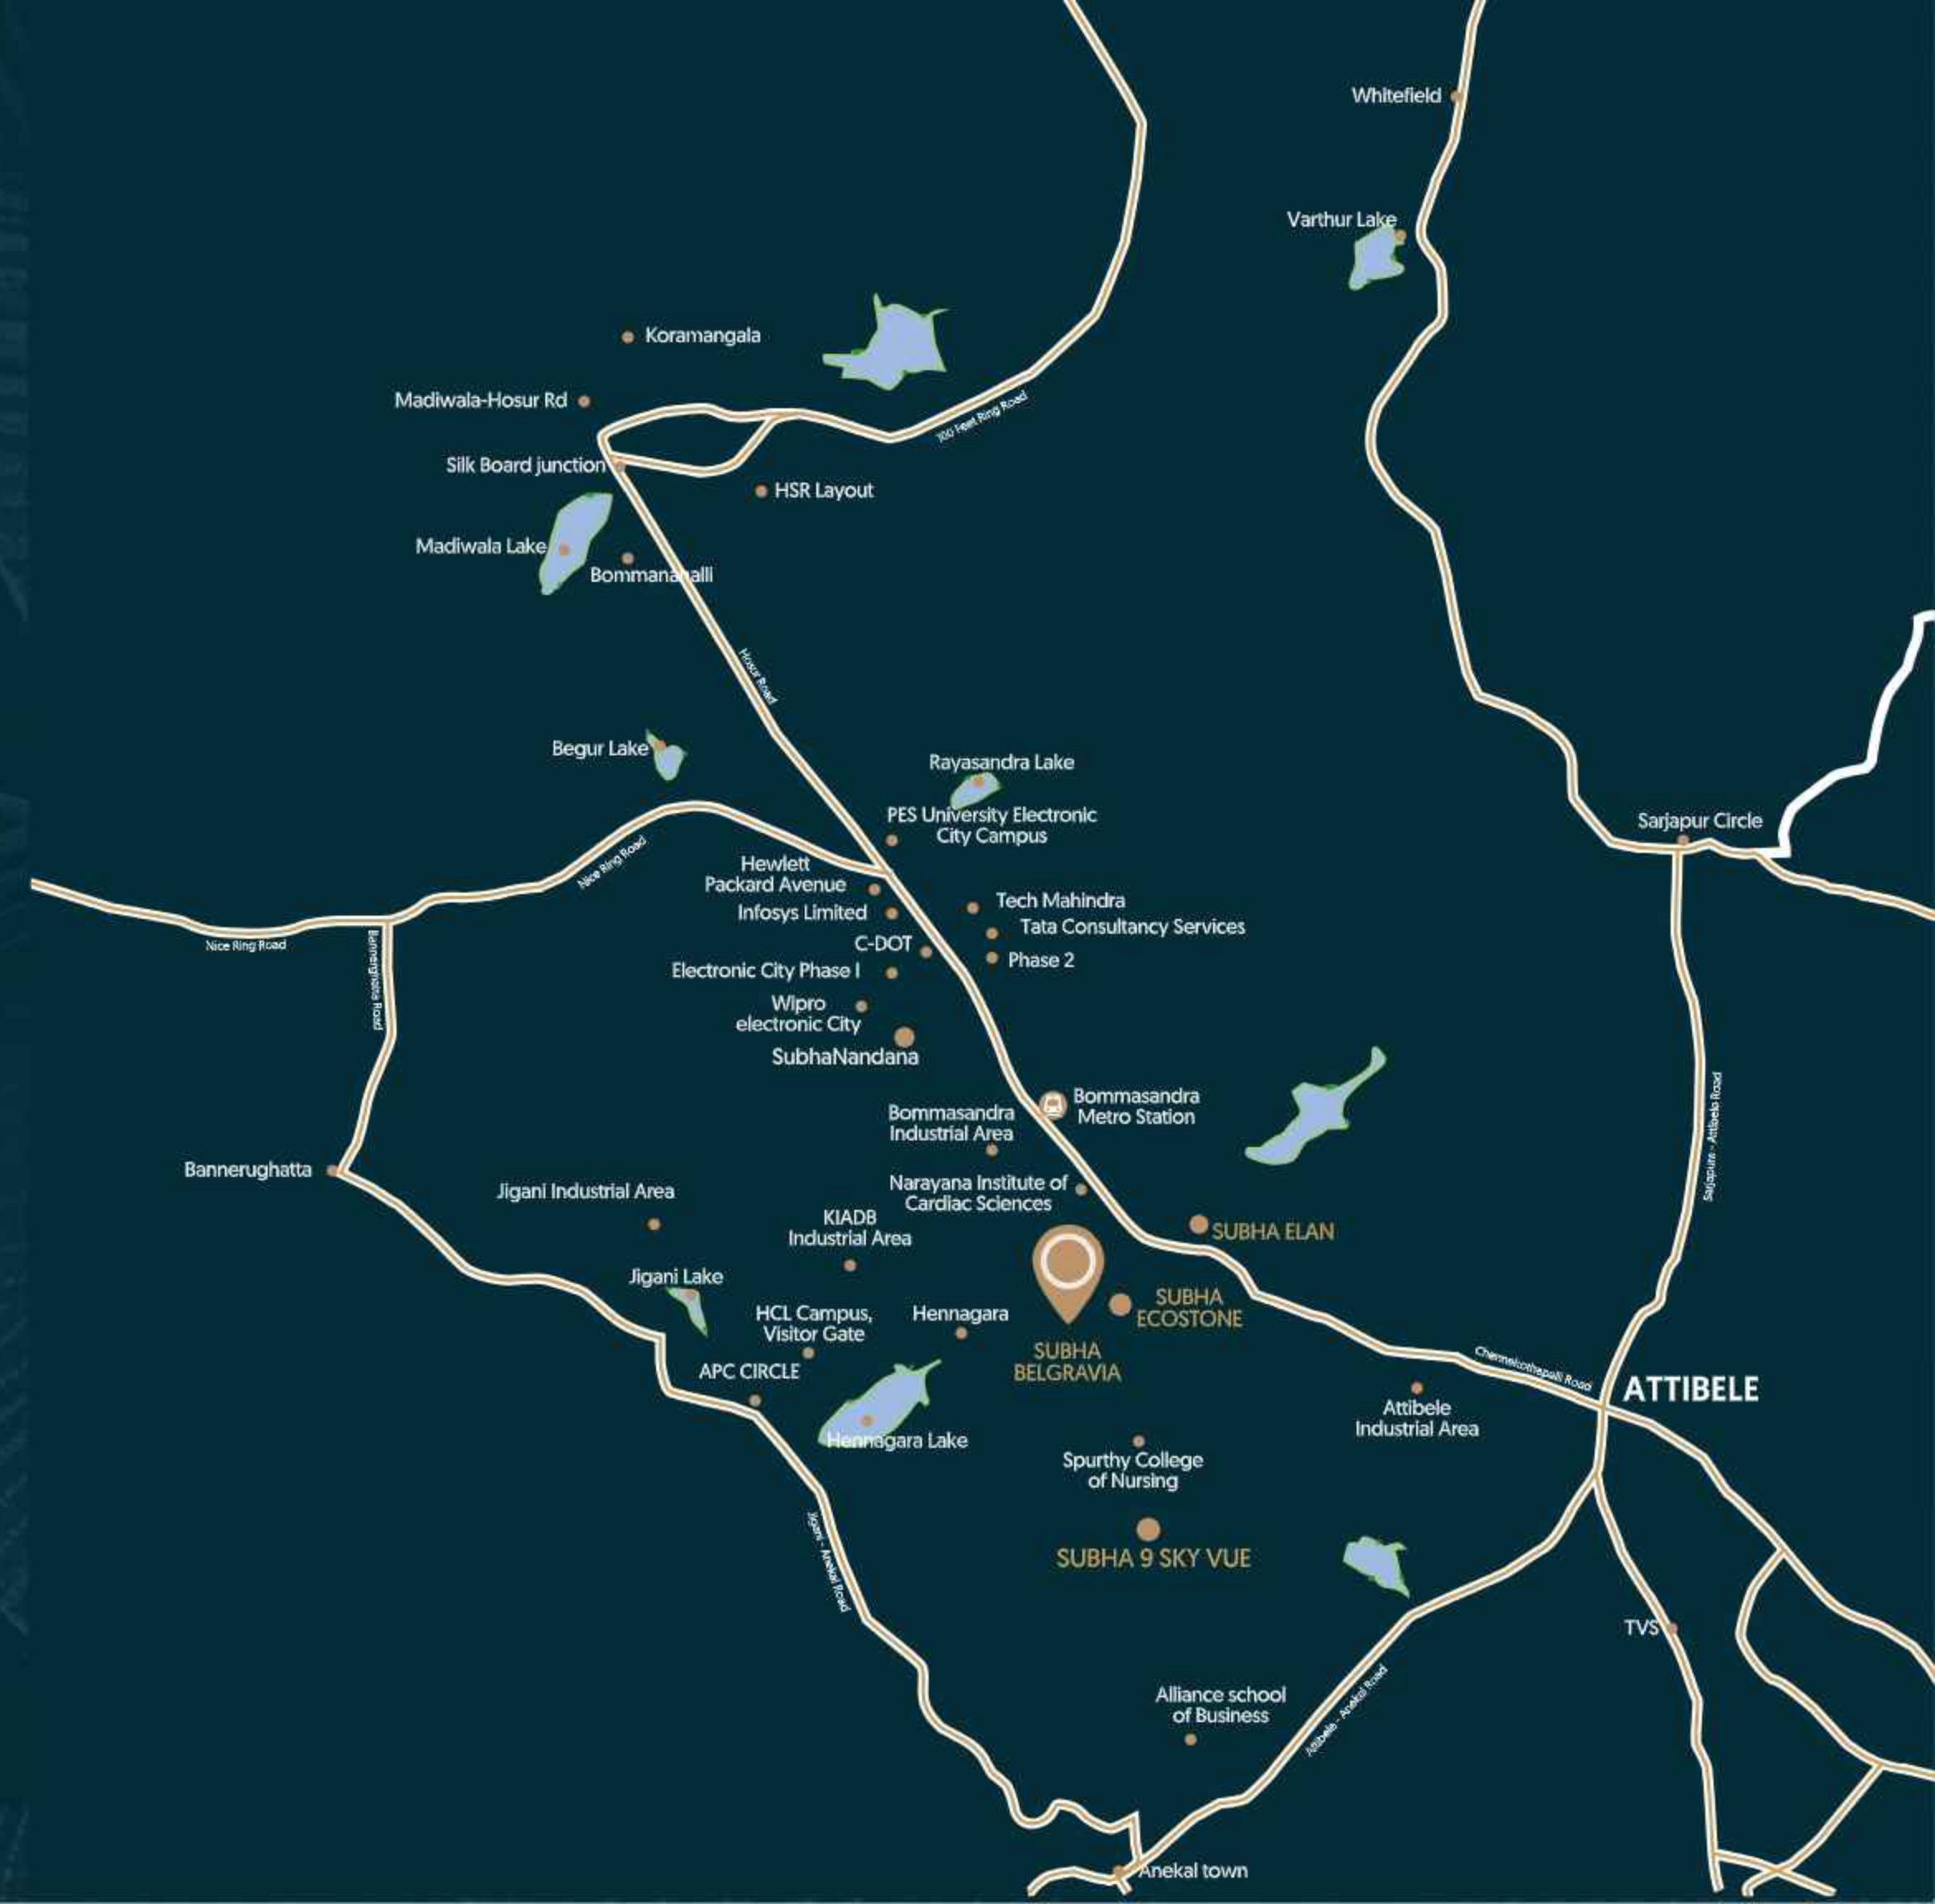 Whitefield
Varthur Lake
Koramangala
Madiwala-Hosur Rd
100 Feet Ring Road
Silk Board junction
HSR Layout
Madiwala Lake
Bommanahalli
Hosur Road
Begur Lake
Rayasandra Lake
PES University Electronic
City Campus
Sarjapur Circle
Nice Ring Road
Hewlett
Packard Avenue
Infosys Limited
Tech Mahindra
Tata Consultancy Services
C-DOT
Phase 2
Nice Ring Road
Bannerghatta Road
Electronic City Phase I
Wipro
electronic City
SubhaNandana
Bommasandra
Metro Station
Bommasandra
Industrial Area
Sarjapura - Attibele Road
Bannerughatta
Jigani Industrial Area
Narayana Institute of
Cardiac Sciences
KIADB
Industrial Area
SUBHA ELAN
Jigani Lake
HCL Campus,
Visitor Gate
Hennagara
SUBHA
ECOSTONE
SUBHA
BELGRAVIA
APC CIRCLE
Chennekothapalli Road
ATTIBELE
Attibele
Industrial Area
Hennagara Lake
Spurthy College
of Nursing
Jigani - Anekal Road
SUBHA 9 SKY VUE
TVS
Alliance school
of Business
Attibele - Anekal Road
Anekal town